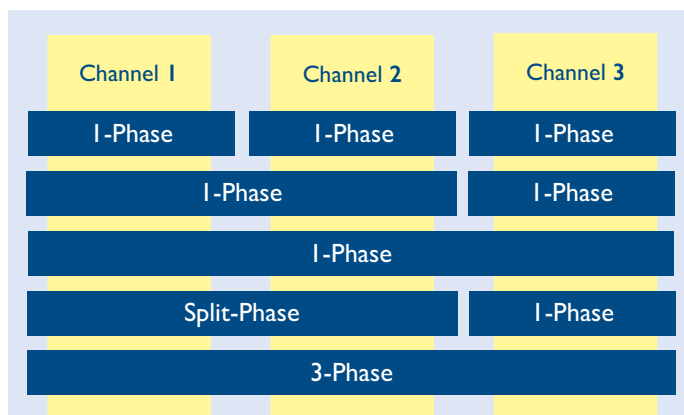 Channel 1 Channel 2 Channel 3
1-Phase 1-Phase 1-Phase
1-Phase 1-Phase
1-Phase
Split-Phase 1-Phase
3-Phase